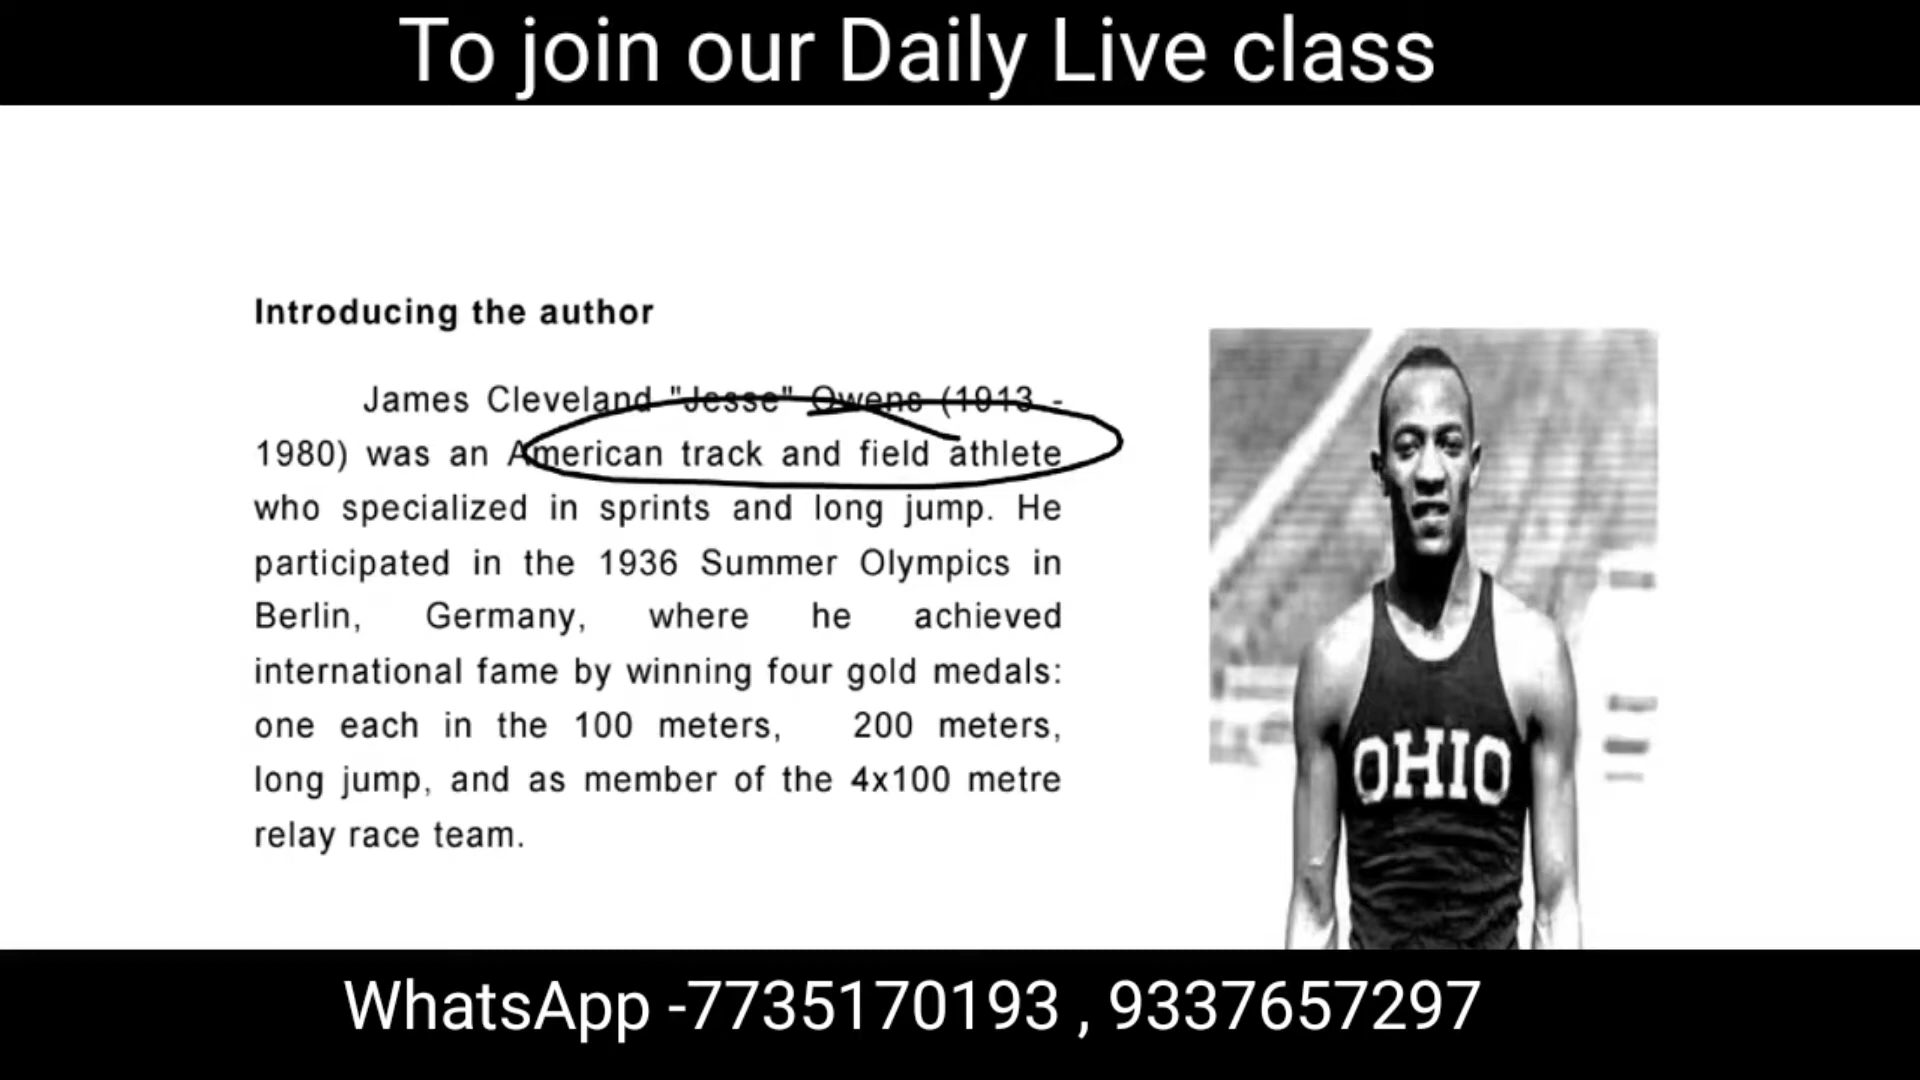 To join our Daily Live class
Introducing the author
James Cleveland "Jesse" Owens (1913 -
1980) was an American track and field athlete
who specialized in sprints and long jump. He
participated in the 1936 Summer Olympics in
Berlin, Germany, where he achieved
international fame by winning four gold medals:
one each in the 100 meters, 200 meters,
long jump, and as member of the 4x100 metre
relay race team.
OHIO
WhatsApp -7735170193 , 9337657297